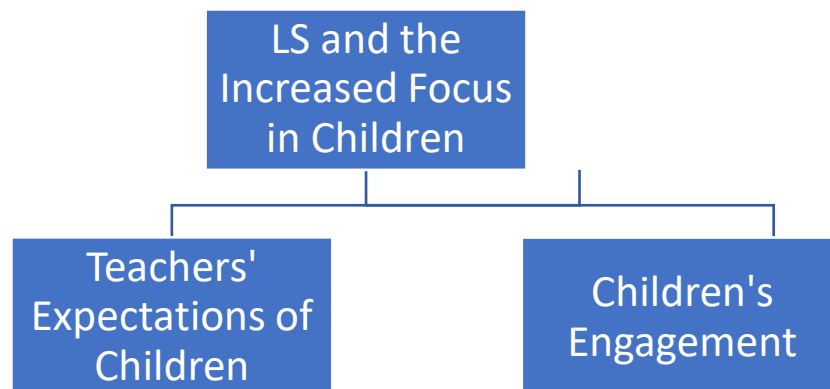 LS and the
Increased Focus
in Children
Teachers'
Expectations of
Children
Children's
Engagement